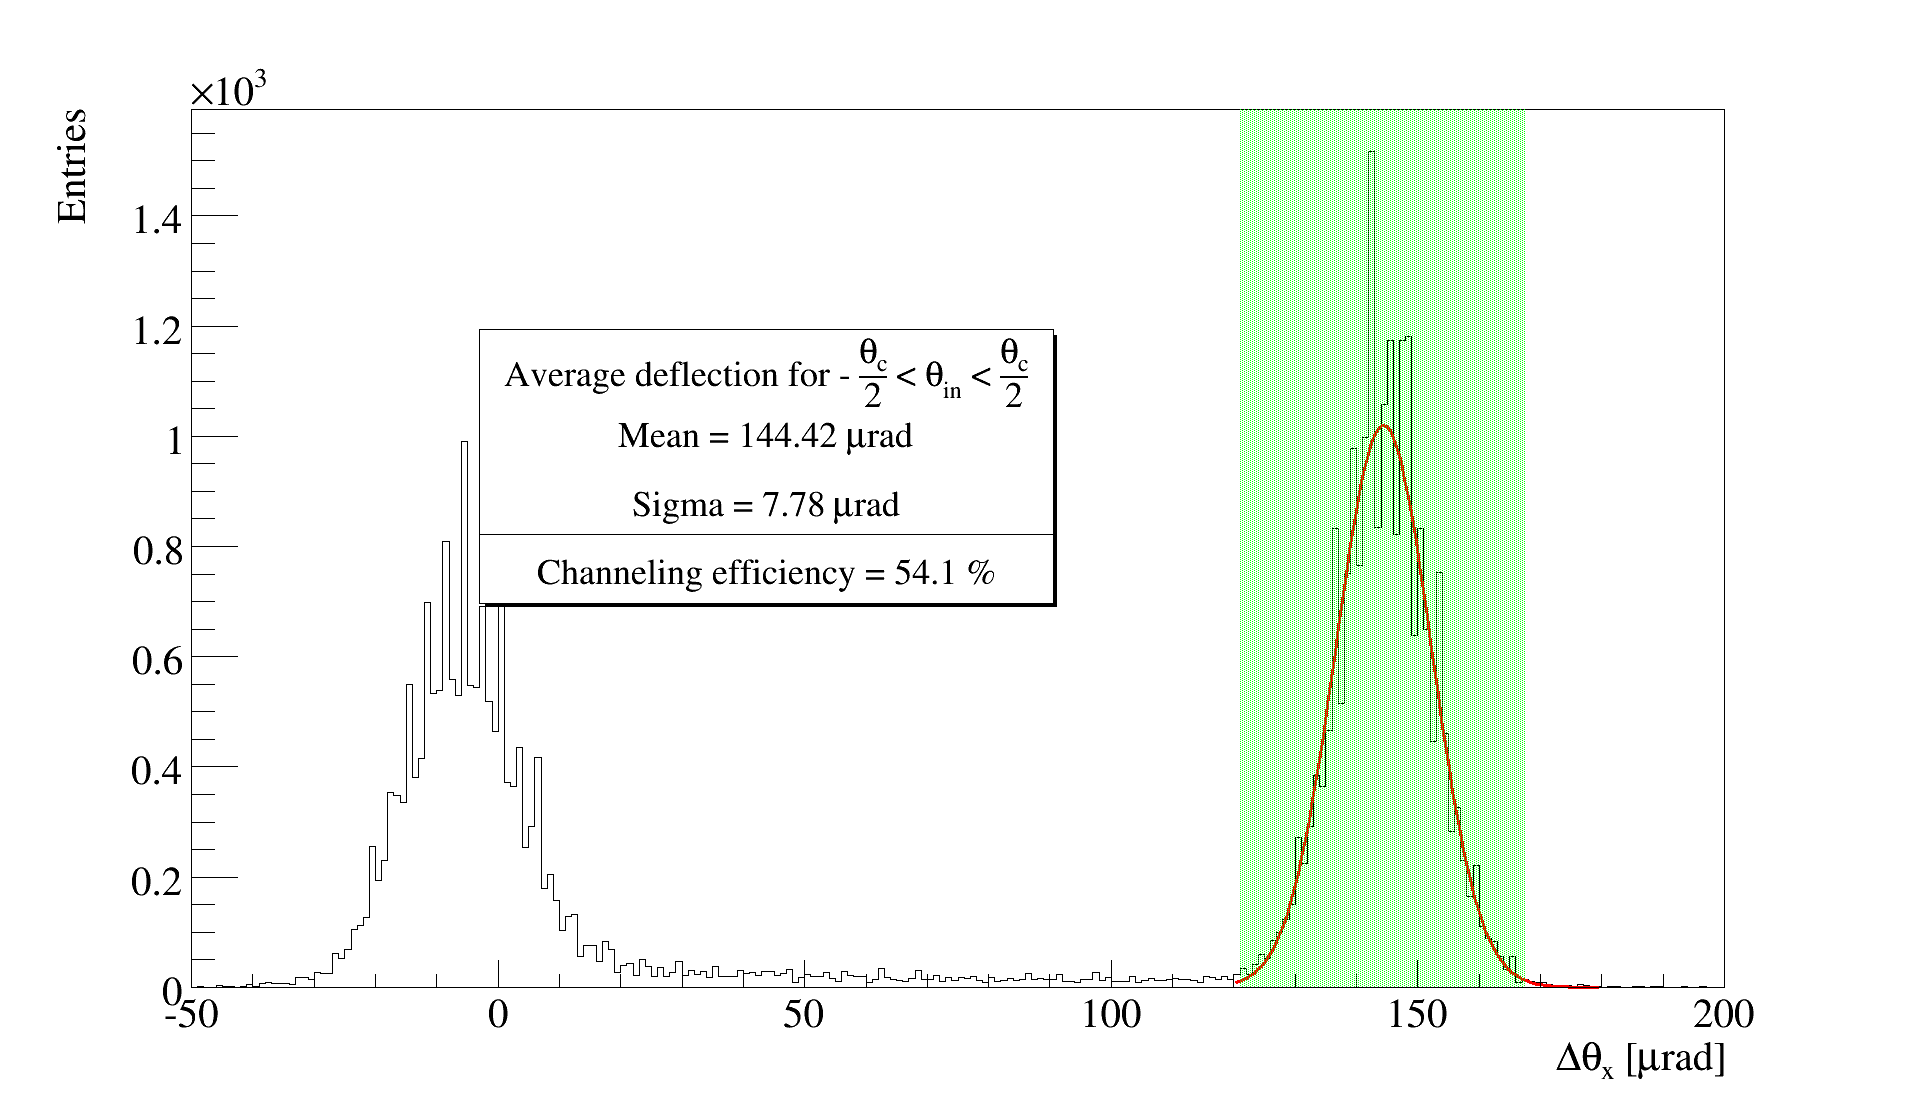 ×10³
Entries
1.4
1.2
1
0.8
0.6
0.4
0.2
0
Average deflection for - θc/2 < θin < θc/2
Mean = 144.42 μrad
Sigma = 7.78 μrad
Channeling efficiency = 54.1 %
-50 0 50 100 150 200
Δθx [μrad]